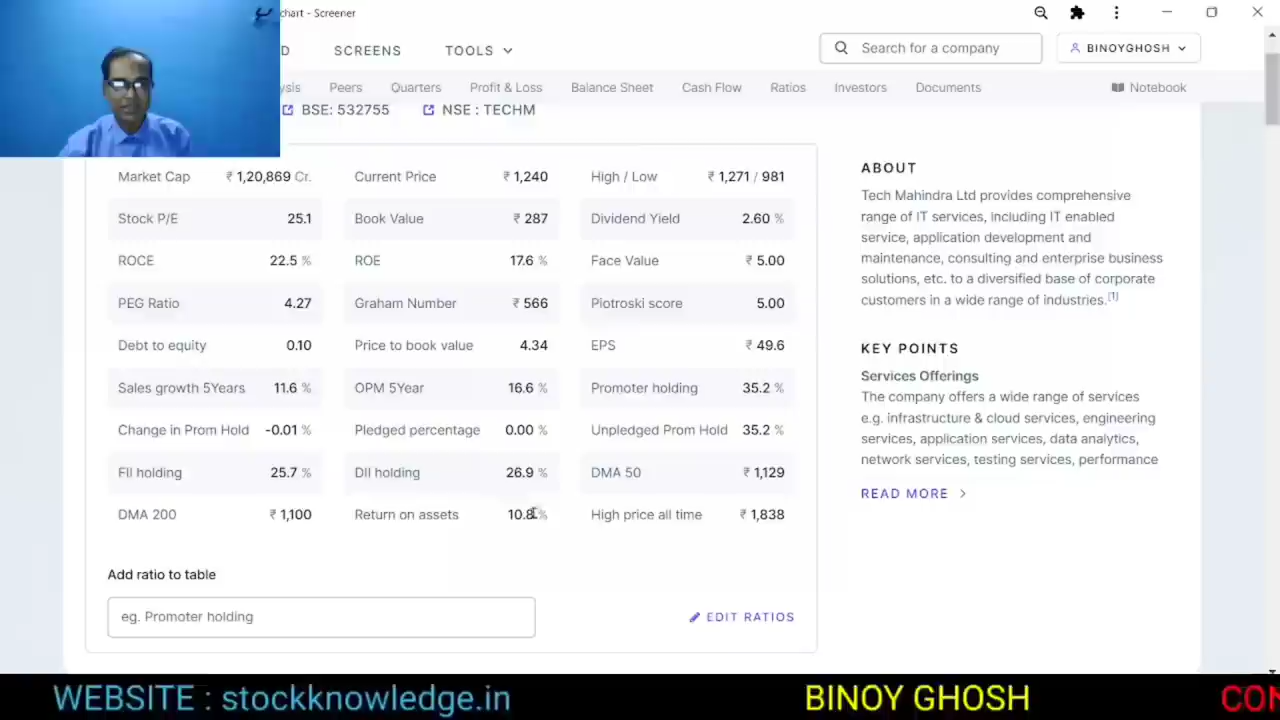 chart - Screener
D SCREENS TOOLS Search for a company BINOYGHOSH
Peers Quarters Profit & Loss Balance Sheet Cash Flow Ratios Investors Documents Notebook
BSE: 532755 NSE : TECHM
Market Cap ₹ 1,20,869 Cr. Current Price ₹ 1,240 High / Low ₹ 1,271 / 981
Stock P/E 25.1 Book Value ₹ 287 Dividend Yield 2.60 %
ROCE 22.5 % ROE 17.6 % Face Value ₹ 5.00
PEG Ratio 4.27 Graham Number ₹ 566 Piotroski score 5.00
Debt to equity 0.10 Price to book value 4.34 EPS ₹ 49.6
Sales growth 5Years 11.6 % OPM 5Year 16.6 % Promoter holding 35.2 %
Change in Prom Hold -0.01 % Pledged percentage 0.00 % Unpledged Prom Hold 35.2 %
FII holding 25.7 % DII holding 26.9 % DMA 50 ₹ 1,129
DMA 200 ₹ 1,100 Return on assets 10.8 % High price all time ₹ 1,838
Add ratio to table
eg. Promoter holding EDIT RATIOS
ABOUT
Tech Mahindra Ltd provides comprehensive
range of IT services, including IT enabled
service, application development and
maintenance, consulting and enterprise business
solutions, etc. to a diversified base of corporate
customers in a wide range of industries.[1]
KEY POINTS
Services Offerings
The company offers a wide range of services
e.g. infrastructure & cloud services, engineering
services, application services, data analytics,
network services, testing services, performance
READ MORE
WEBSITE : stockknowledge.in BINOY GHOSH CON